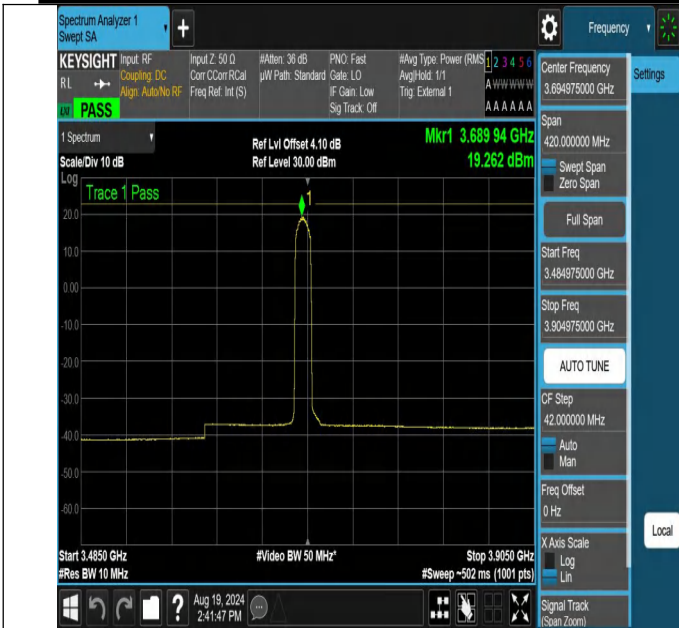 Spectrum Analyzer 1
Swept SA
+
Frequency
KEYSIGHT
RL
PASS
Input: RF
Coupling: DC
Align: Auto/No RF
Input Z: 50 Ω
Corr CCorr RCal
Freq Ref: Int (S)
#Atten: 36 dB
µW Path: Standard
PNO: Fast
Gate: LO
IF Gain: Low
Sig Track: Off
#Avg Type: Power (RMS
Avg|Hold: 1/1
Trig: External 1
1 2 3 4 5 6
A W W W W W
A A A A A A
1 Spectrum
Scale/Div 10 dB
Ref Lvl Offset 4.10 dB
Ref Level 30.00 dBm
Mkr1 3.689 94 GHz
19.262 dBm
Log
Trace 1 Pass
1
20.0
10.0
0.00
-10.0
-20.0
-30.0
-40.0
-50.0
-60.0
Start 3.4850 GHz
#Res BW 10 MHz
#Video BW 50 MHz*
Stop 3.9050 GHz
#Sweep ~502 ms (1001 pts)
?
Aug 19, 2024
2:41:47 PM
Center Frequency
3.694975000 GHz
Span
420.000000 MHz
Swept Span
Zero Span
Full Span
Start Freq
3.484975000 GHz
Stop Freq
3.904975000 GHz
AUTO TUNE
CF Step
42.000000 MHz
Auto
Man
Freq Offset
0 Hz
X Axis Scale
Log
Lin
Signal Track
(Span Zoom)
Settings
Local